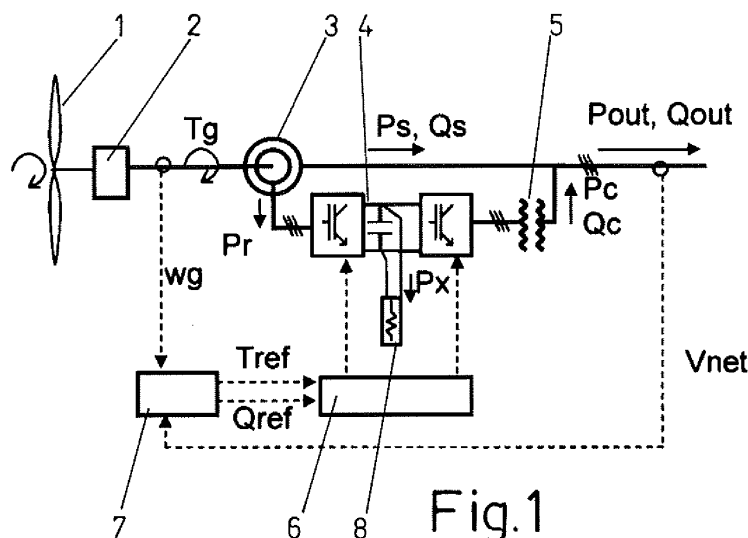 1 2 3 4 5
Tg Ps, Qs Pout, Qout
Pr Px Pc
Qc
wg
Tref
Qref
Vnet
7 6 8
Fig.1